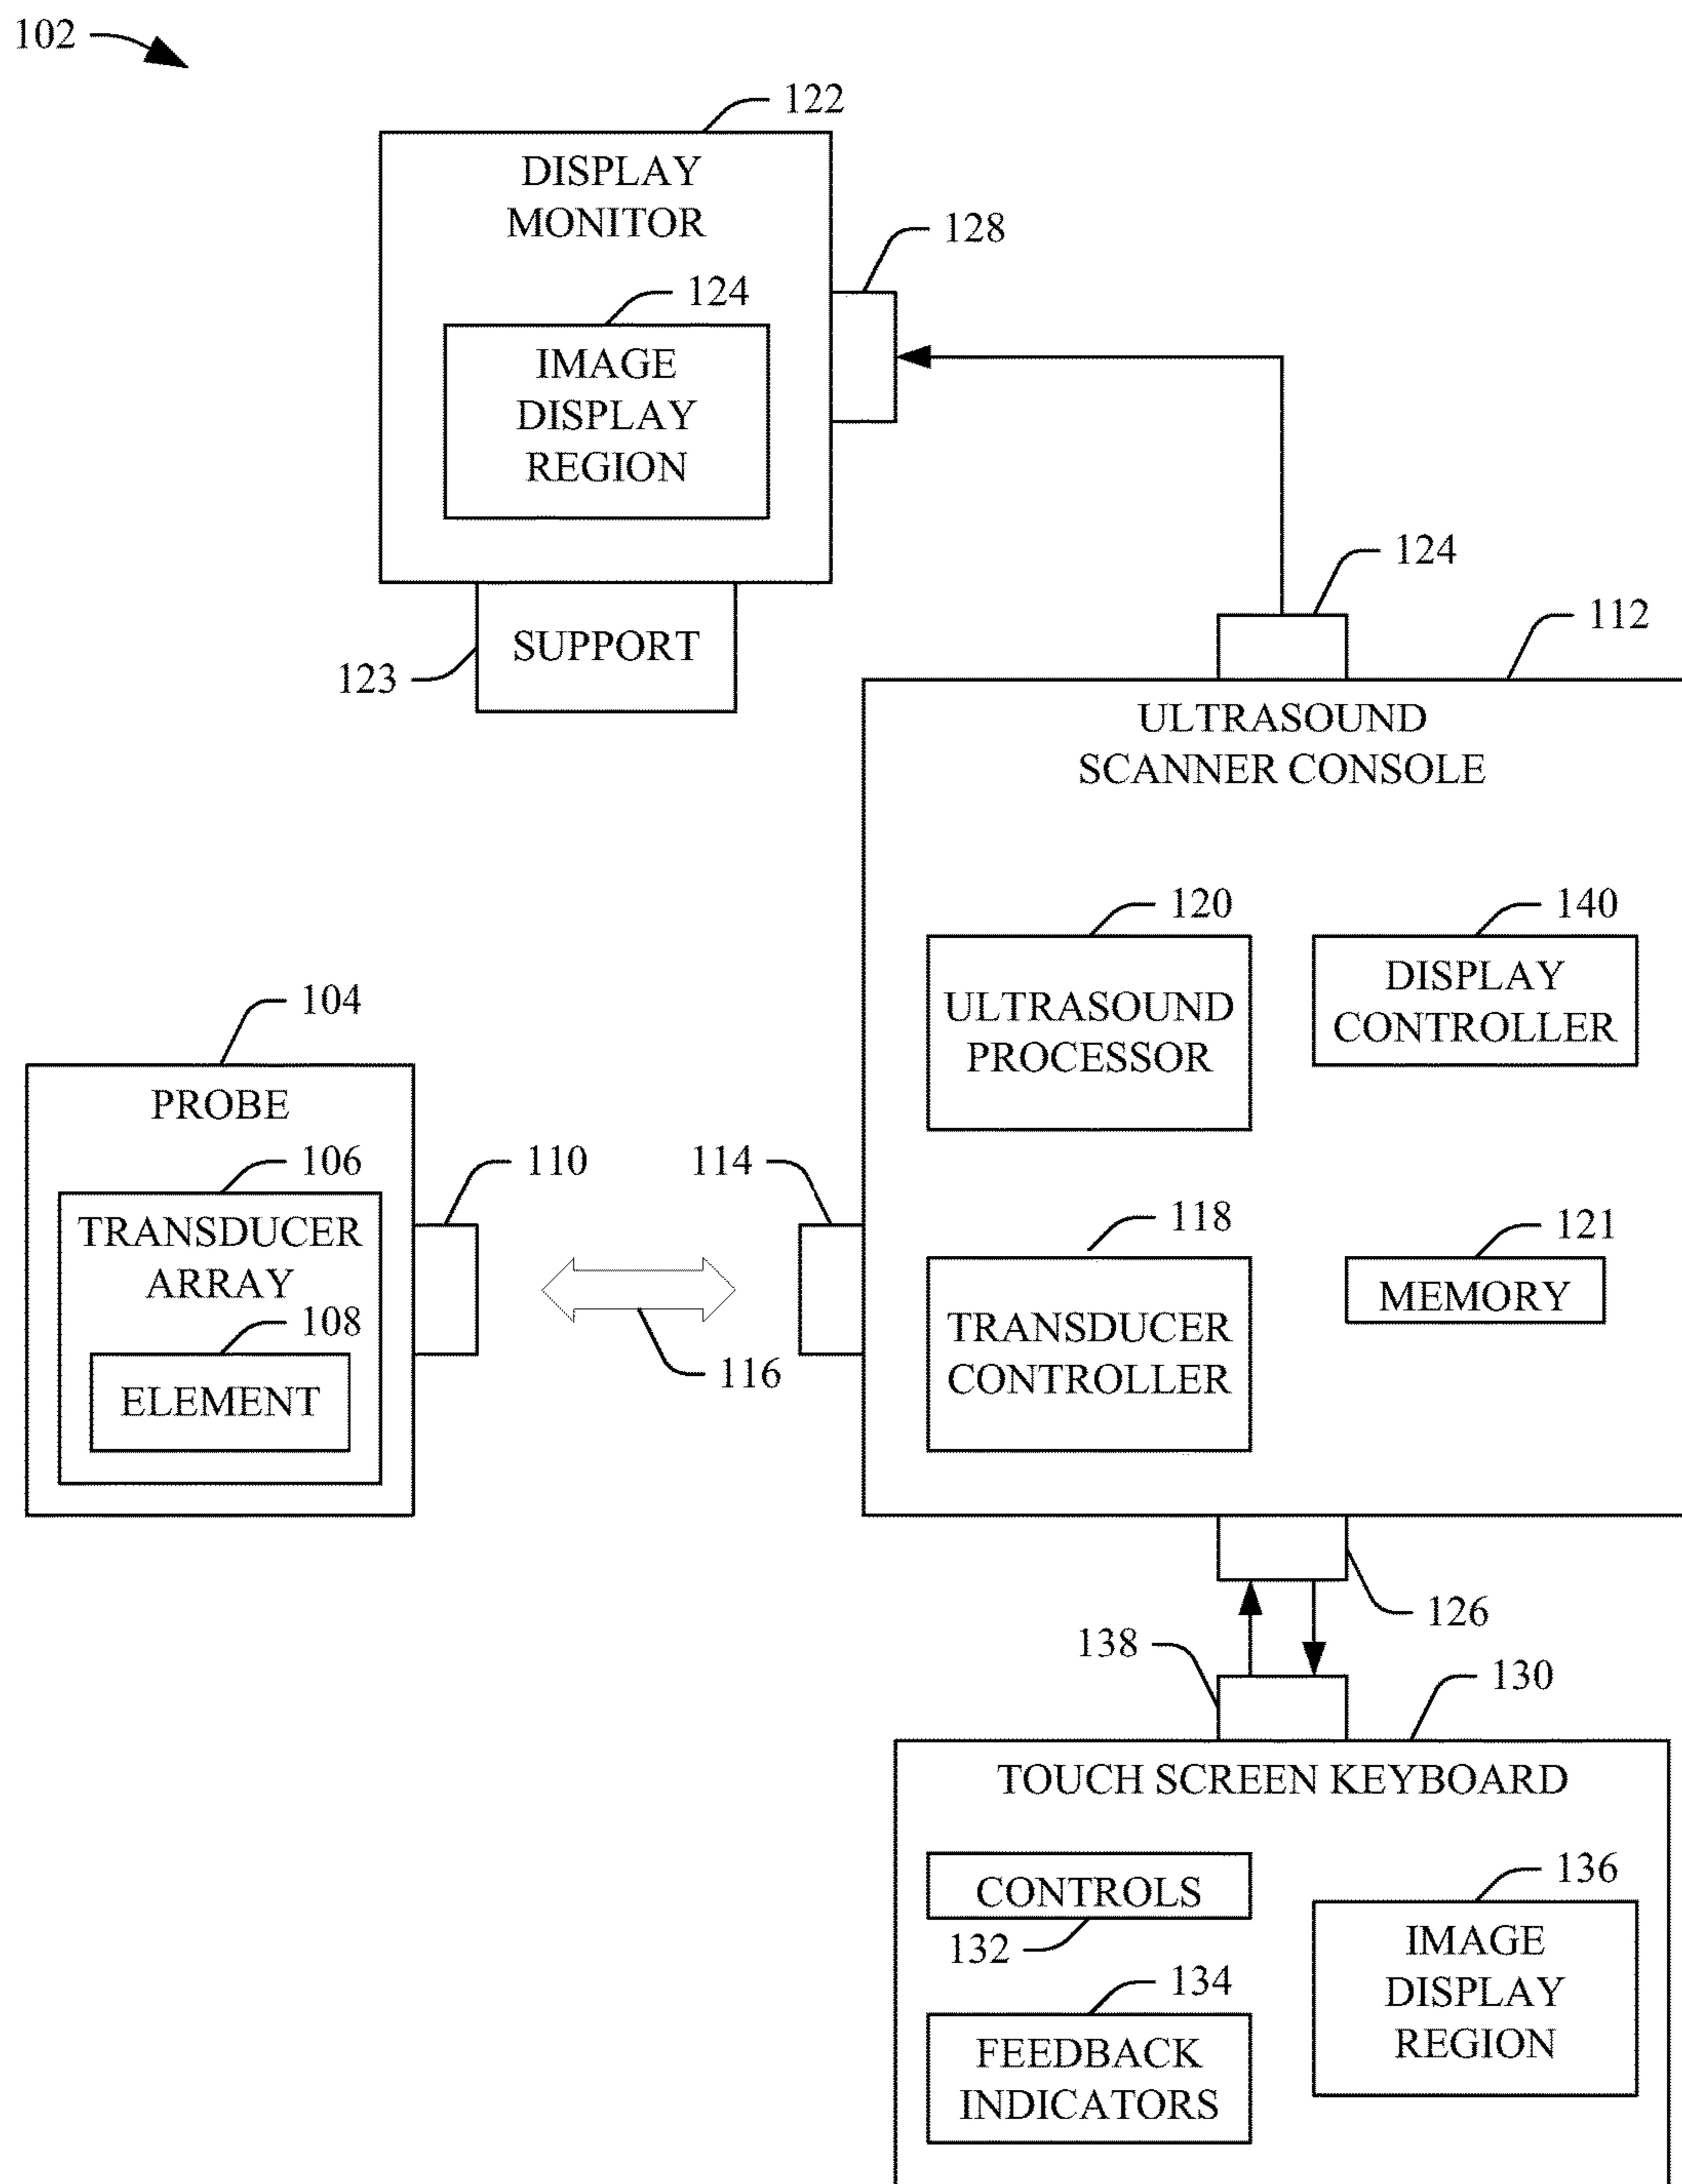 102
122
DISPLAY
MONITOR
128
124
IMAGE
DISPLAY
REGION
124
112
SUPPORT
123
ULTRASOUND
SCANNER CONSOLE
120
140
ULTRASOUND
PROCESSOR
DISPLAY
CONTROLLER
104
PROBE
106
110
114
TRANSDUCER
ARRAY
108
ELEMENT
116
118
121
TRANSDUCER
CONTROLLER
MEMORY
126
138
130
TOUCH SCREEN KEYBOARD
CONTROLS
132
136
IMAGE
DISPLAY
REGION
134
FEEDBACK
INDICATORS